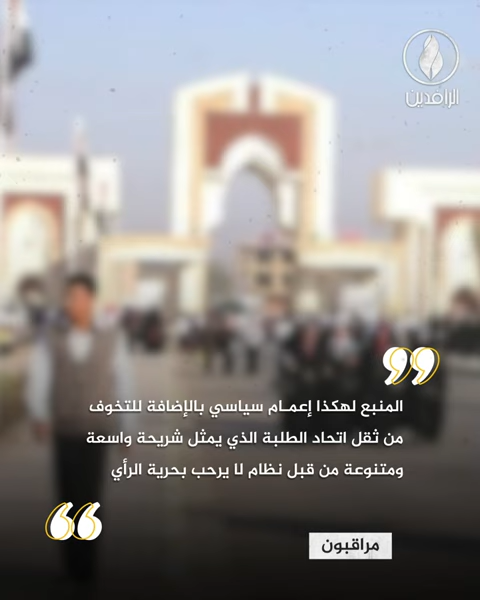 الرافدين
المنبع لهكذا إعمام سياسي بالإضافة للتخوف
من ثقل اتحاد الطلبة الذي يمثل شريحة واسعة
ومتنوعة من قبل نظام لا يرحب بحرية الرأي
مراقبون